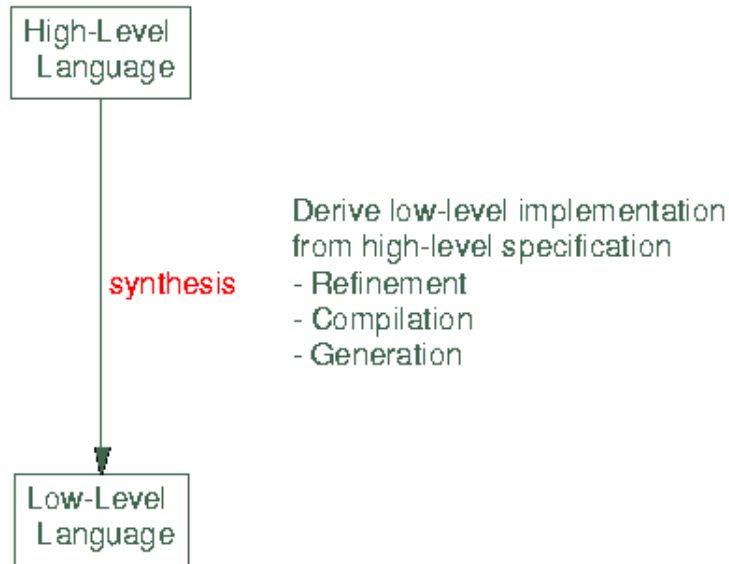 High-Level
Language
Derive low-level implementation
from high-level specification
synthesis
- Refinement
- Compilation
- Generation
Low-Level
Language